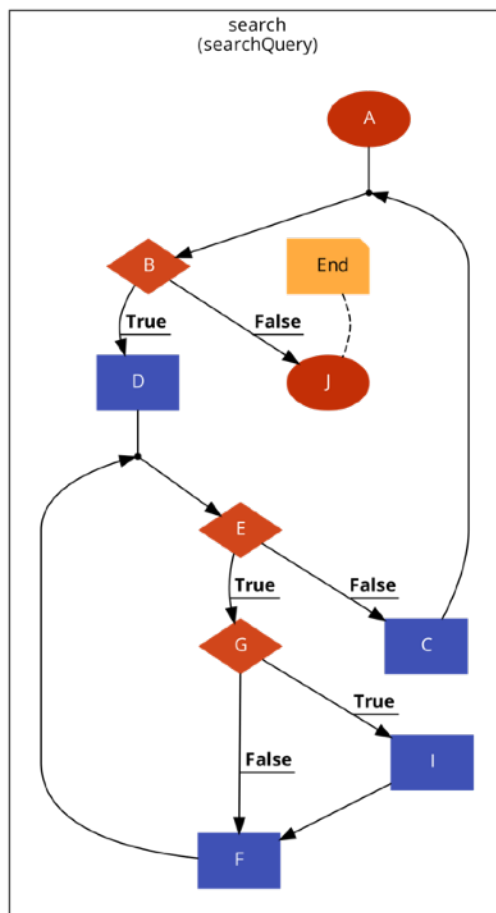 search
(searchQuery)
A
B
End
True
False
D
J
E
True
False
G
C
True
False
I
F